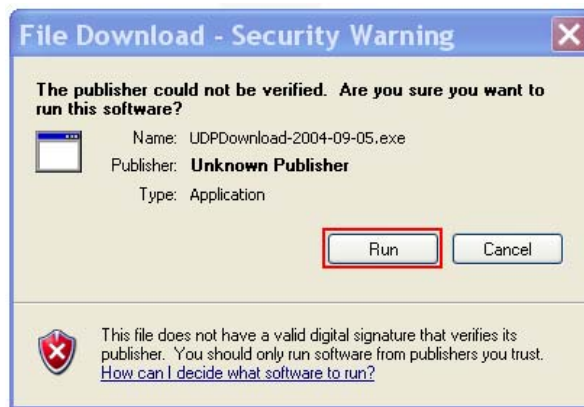 File Download - Security Warning
The publisher could not be verified.  Are you sure you want to
run this software?
Name: UDPDownload-2004-09-05.exe
Publisher: Unknown Publisher
Type: Application
Run Cancel
This file does not have a valid digital signature that verifies its
publisher.  You should only run software from publishers you trust.
How can I decide what software to run?